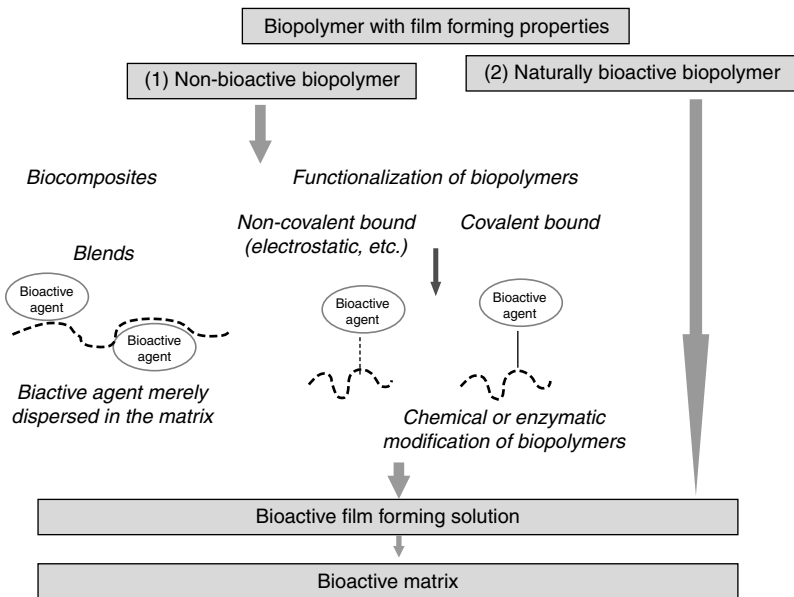 Biopolymer with film forming properties
(1) Non-bioactive biopolymer
(2) Naturally bioactive biopolymer
Biocomposites
Functionalization of biopolymers
Non-covalent bound
(electrostatic, etc.)
Covalent bound
Blends
Bioactive
agent
Bioactive
agent
Bioactive
agent
Bioactive
agent
Biactive agent merely
dispersed in the matrix
Chemical or enzymatic
modification of biopolymers
Bioactive film forming solution
Bioactive matrix